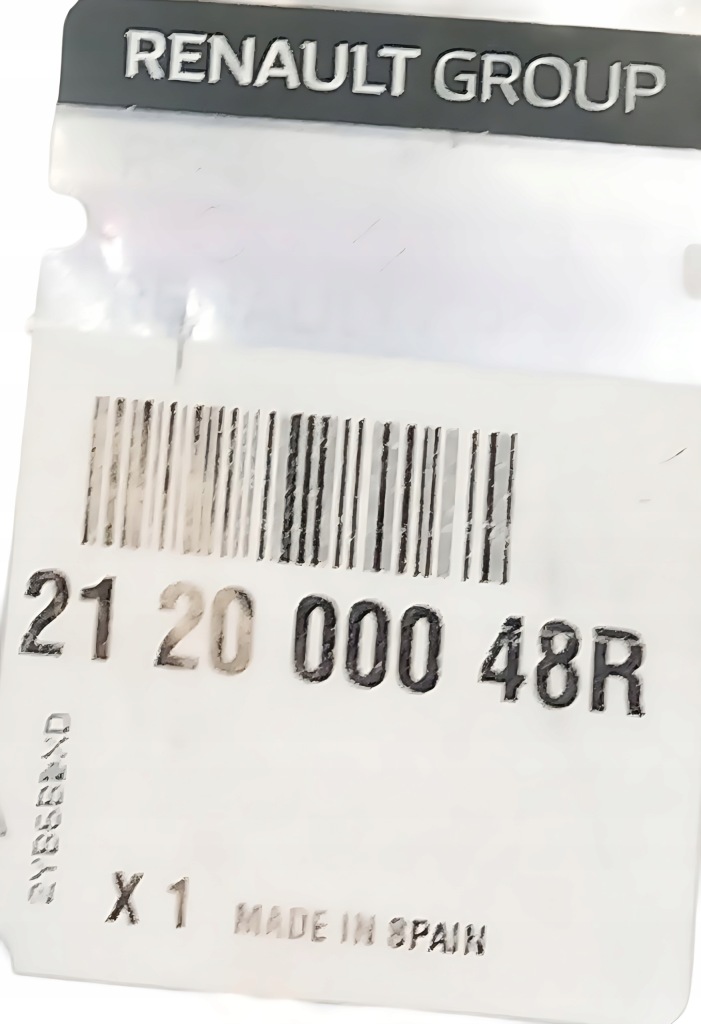 RENAULT GROUP
21 20 000 48R
X 1 MADE IN SPAIN